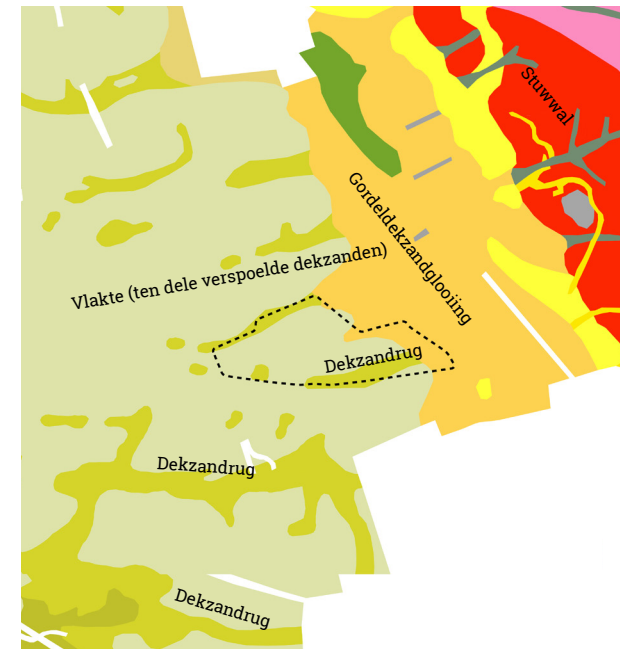 Stuwwal
Gordeldekzandglooiing
Vlakte (ten dele verspoelde dekzanden)
Dekzandrug
Dekzandrug
Dekzandrug